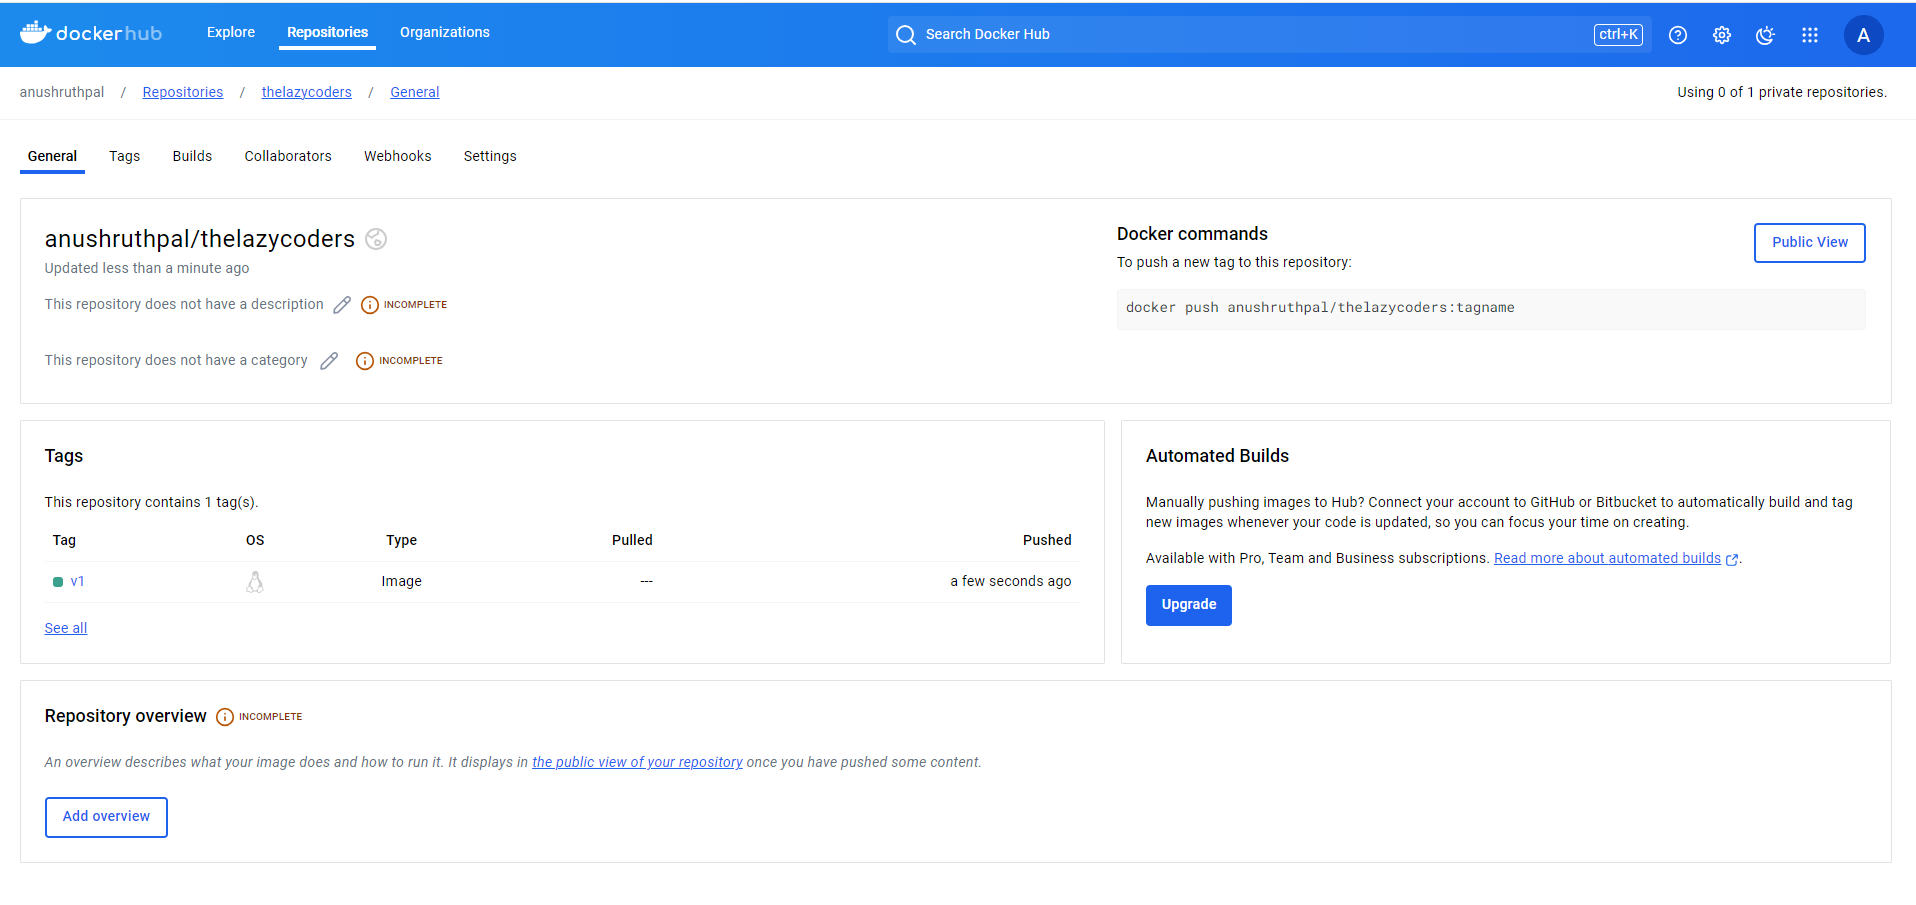 docker hub Explore Repositories Organizations Search Docker Hub ctrl+K A
anushruthpal / Repositories / thelazycoders / General Using 0 of 1 private repositories.
General Tags Builds Collaborators Webhooks Settings
anushruthpal/thelazycoders
Updated less than a minute ago
This repository does not have a description INCOMPLETE
This repository does not have a category INCOMPLETE
Docker commands
Public View
To push a new tag to this repository:
docker push anushruthpal/thelazycoders:tagname
Tags
This repository contains 1 tag(s).
Tag OS Type Pulled Pushed
v1 Image --- a few seconds ago
See all
Automated Builds
Manually pushing images to Hub? Connect your account to GitHub or Bitbucket to automatically build and tag
new images whenever your code is updated, so you can focus your time on creating.
Available with Pro, Team and Business subscriptions. Read more about automated builds .
Upgrade
Repository overview INCOMPLETE
An overview describes what your image does and how to run it. It displays in the public view of your repository once you have pushed some content.
Add overview